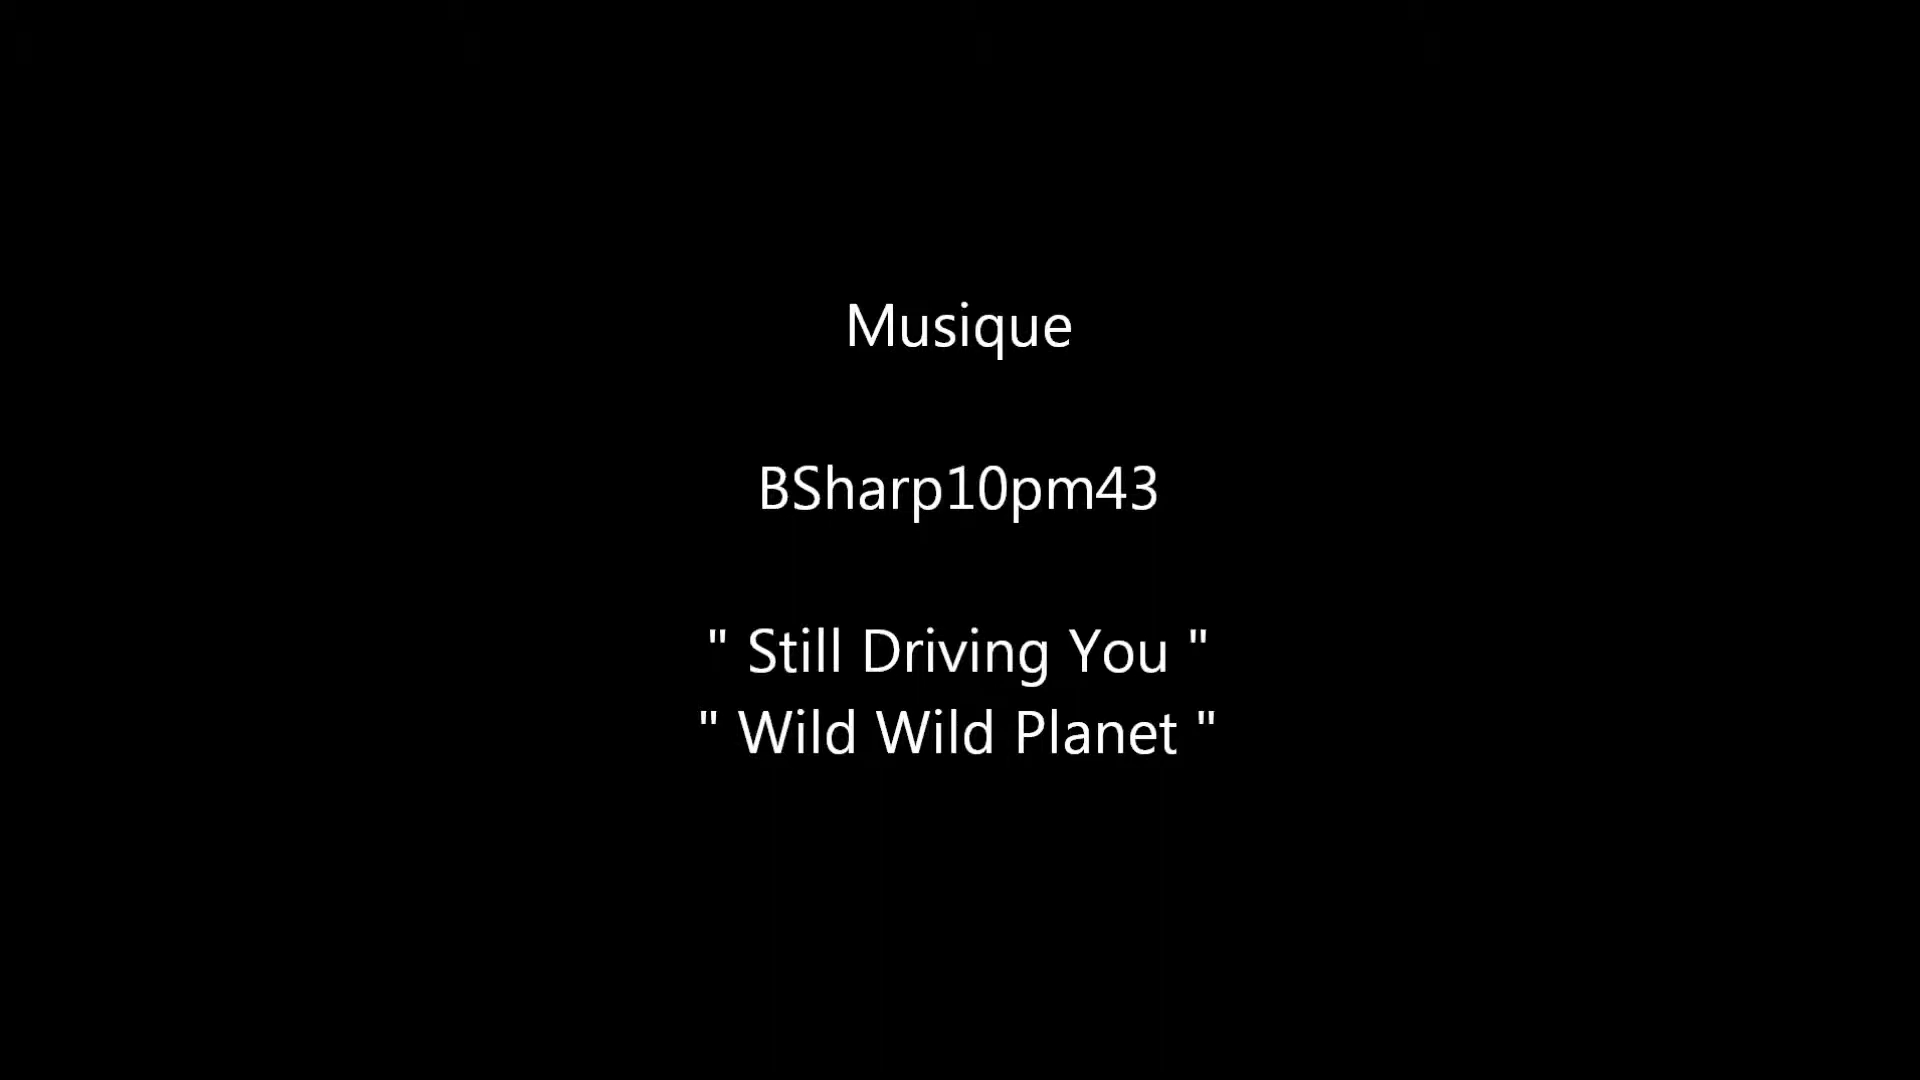 Musique
BSharp10pm43
" Still Driving You "
" Wild Wild Planet "